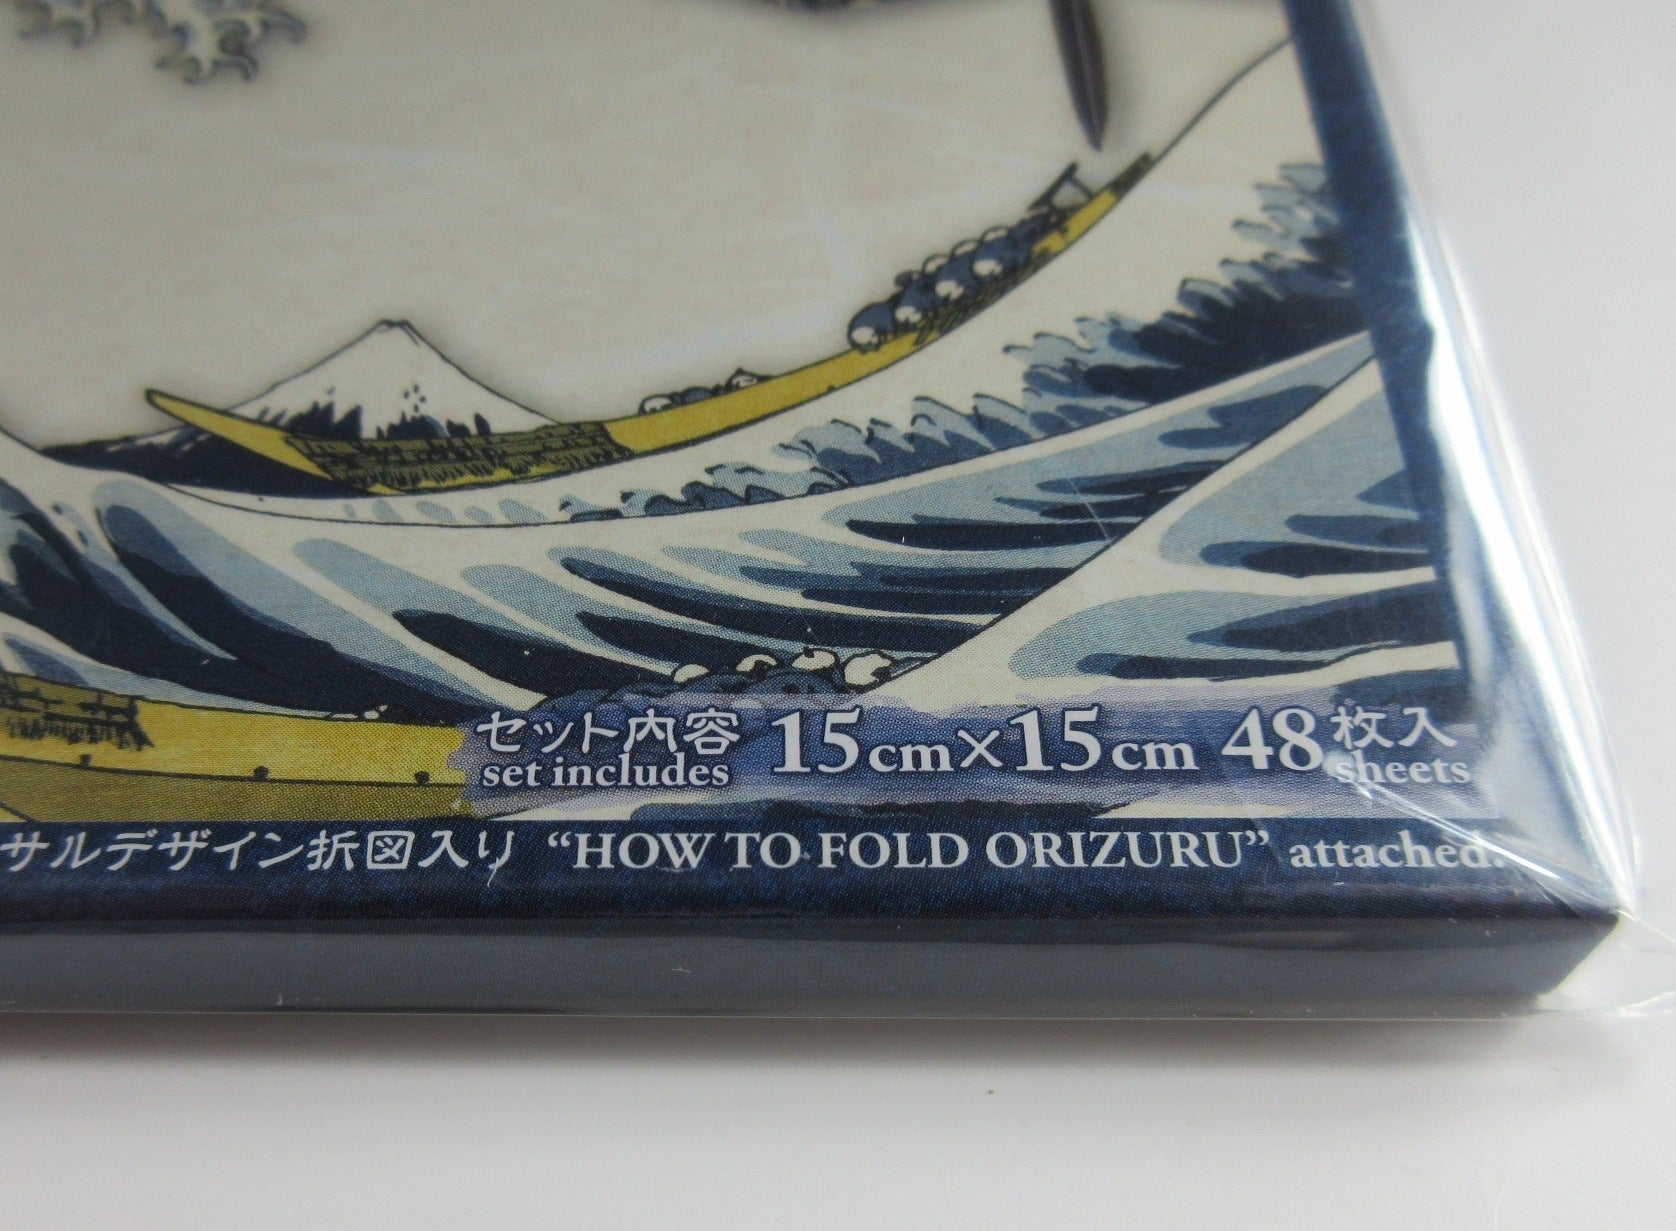 セット内容 15cm×15cm 48枚入
set includes sheets
サルデザイン折図入り “HOW TO FOLD ORIZURU” attached.